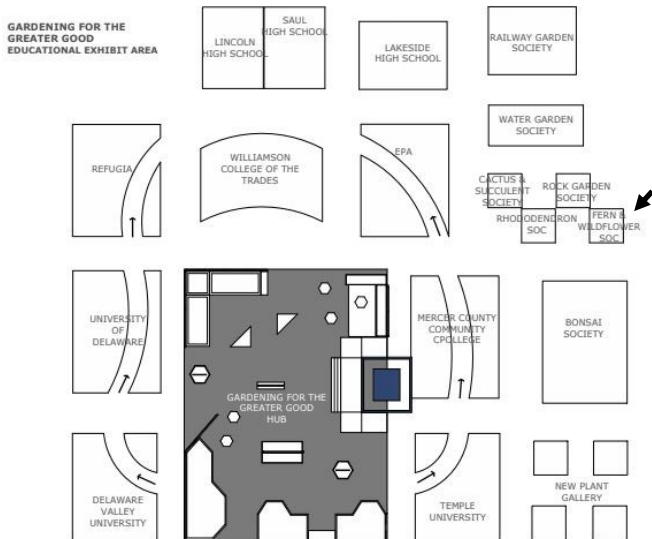 GARDENING FOR THE
GREATER GOOD
EDUCATIONAL EXHIBIT AREA
LINCOLN
HIGH SCHOOL
SAUL
HIGH SCHOOL
LAKESIDE
HIGH SCHOOL
RAILWAY GARDEN
SOCIETY
WATER GARDEN
SOCIETY
REFUGIA
WILLIAMSON
COLLEGE OF THE
TRADES
EPA
CACTUS &
SUCCULENT
SOCIETY
ROCK GARDEN
SOCIETY
RHODODENDRON
SOC
FERN &
WILDFLOWER
SOC
UNIVERSITY
OF
DELAWARE
GARDENING FOR THE
GREATER GOOD
HUB
MERCER COUNTY
COMMUNITY
CPOLLEGE
BONSAI
SOCIETY
DELAWARE
VALLEY
UNIVERSITY
TEMPLE
UNIVERSITY
NEW PLANT
GALLERY